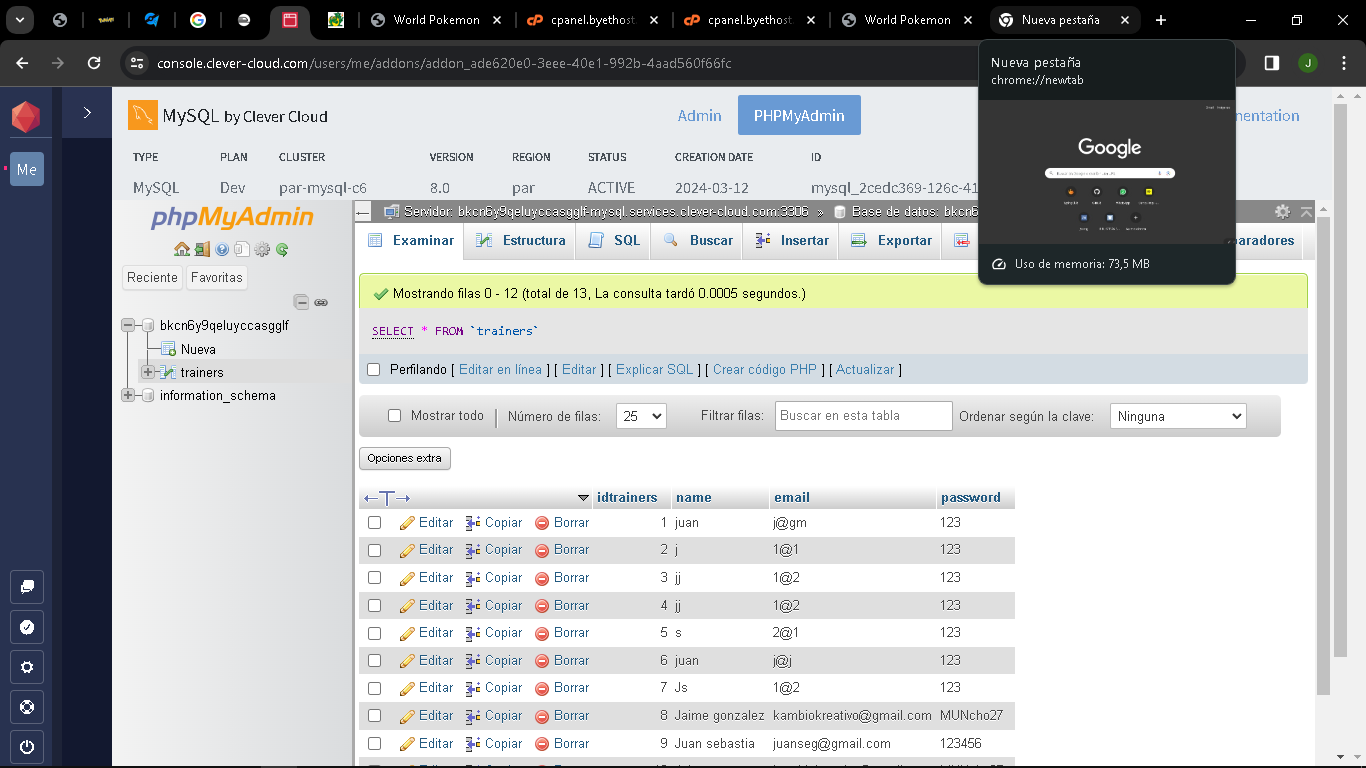 World Pokemon
cpanel.byethost
cpanel.byethost
World Pokemon
Nueva pestaña
console.clever-cloud.com/users/me/addons/addon_ade620e0-3eee-40e1-992b-4aad560f66fc
J
Nueva pestaña
chrome://newtab
Google
Uso de memoria: 73,5 MB
Me
MySQL by Clever Cloud
Admin
PHPMyAdmin
mentation
TYPE PLAN CLUSTER VERSION REGION STATUS CREATION DATE ID
MySQL Dev par-mysql-c6 8.0 par ACTIVE 2024-03-12 mysql_2cedc369-126c-41
phpMyAdmin
Reciente Favoritas
bkcn6y9qeluyccasgglf
Nueva
trainers
information_schema
Servidor: bkcn6y9qeluyccasgglf-mysql.services.clever-cloud.com:3306 » Base de datos: bkcn6
Examinar Estructura SQL Buscar Insertar Exportar paradores
Mostrando filas 0 - 12 (total de 13, La consulta tardó 0.0005 segundos.)
SELECT * FROM `trainers`
Perfilando [ Editar en línea ] [ Editar ] [ Explicar SQL ] [ Crear código PHP ] [ Actualizar ]
Mostrar todo | Número de filas: 25 Filtrar filas: Buscar en esta tabla Ordenar según la clave: Ninguna
Opciones extra
←T→ idtrainers name email password
Editar Copiar Borrar 1 juan j@gm 123
Editar Copiar Borrar 2 j 1@1 123
Editar Copiar Borrar 3 jj 1@2 123
Editar Copiar Borrar 4 jj 1@2 123
Editar Copiar Borrar 5 s 2@1 123
Editar Copiar Borrar 6 juan j@j 123
Editar Copiar Borrar 7 Js 1@2 123
Editar Copiar Borrar 8 Jaime gonzalez kambiokreativo@gmail.com MUNcho27
Editar Copiar Borrar 9 Juan sebastia juanseg@gmail.com 123456